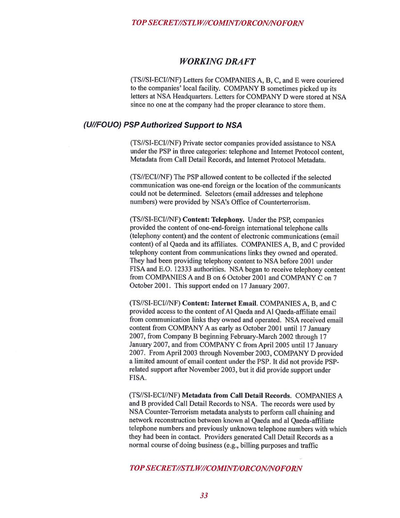 TOP SECRET//STLW//COMINT/ORCON/NOFORN
WORKING DRAFT
(TS//SI-ECI//NF) Letters for COMPANIES A, B, C, and E were couriered
to the companies' local facility. COMPANY B sometimes picked up its
letters at NSA Headquarters. Letters for COMPANY D were stored at NSA
since no one at the company had the proper clearance to store them.
(U//FOUO) PSP Authorized Support to NSA
(TS//SI-ECI//NF) Private sector companies provided assistance to NSA
under the PSP in three categories: telephone and Internet Protocol content,
Metadata from Call Detail Records, and Internet Protocol Metadata.
(TS//ECI//NF) The PSP allowed content to be collected if the selected
communication was one-end foreign or the location of the communicants
could not be determined. Selectors (email addresses and telephone
numbers) were provided by NSA's Office of Counterterrorism.
(TS//SI-ECI//NF) Content: Telephony. Under the PSP, companies
provided the content of one-end-foreign international telephone calls
(telephony content) and the content of electronic communications (email
content) of al Qaeda and its affiliates. COMPANIES A, B, and C provided
telephony content from communications links they owned and operated.
They had been providing telephony content to NSA before 2001 under
FISA and E.O. 12333 authorities. NSA began to receive telephony content
from COMPANIES A and B on 6 October 2001 and COMPANY C on 7
October 2001. This support ended on 17 January 2007.
(TS//SI-ECI//NF) Content: Internet Email. COMPANIES A, B, and C
provided access to the content of Al Qaeda and Al Qaeda-affiliate email
from communication links they owned and operated. NSA received email
content from COMPANY A as early as October 2001 until 17 January
2007, from Company B beginning February-March 2002 through 17
January 2007, and from COMPANY C from April 2005 until 17 January
2007. From April 2003 through November 2003, COMPANY D provided
a limited amount of email content under the PSP. It did not provide PSP-
related support after November 2003, but it did provide support under
FISA.
(TS//SI-ECI//NF) Metadata from Call Detail Records. COMPANIES A
and B provided Call Detail Records to NSA. The records were used by
NSA Counter-Terrorism metadata analysts to perform call chaining and
network reconstruction between known al Qaeda and al Qaeda-affiliate
telephone numbers and previously unknown telephone numbers with which
they had been in contact. Providers generated Call Detail Records as a
normal course of doing business (e.g., billing purposes and traffic
TOP SECRET//STLW//COMINT/ORCON/NOFORN
33